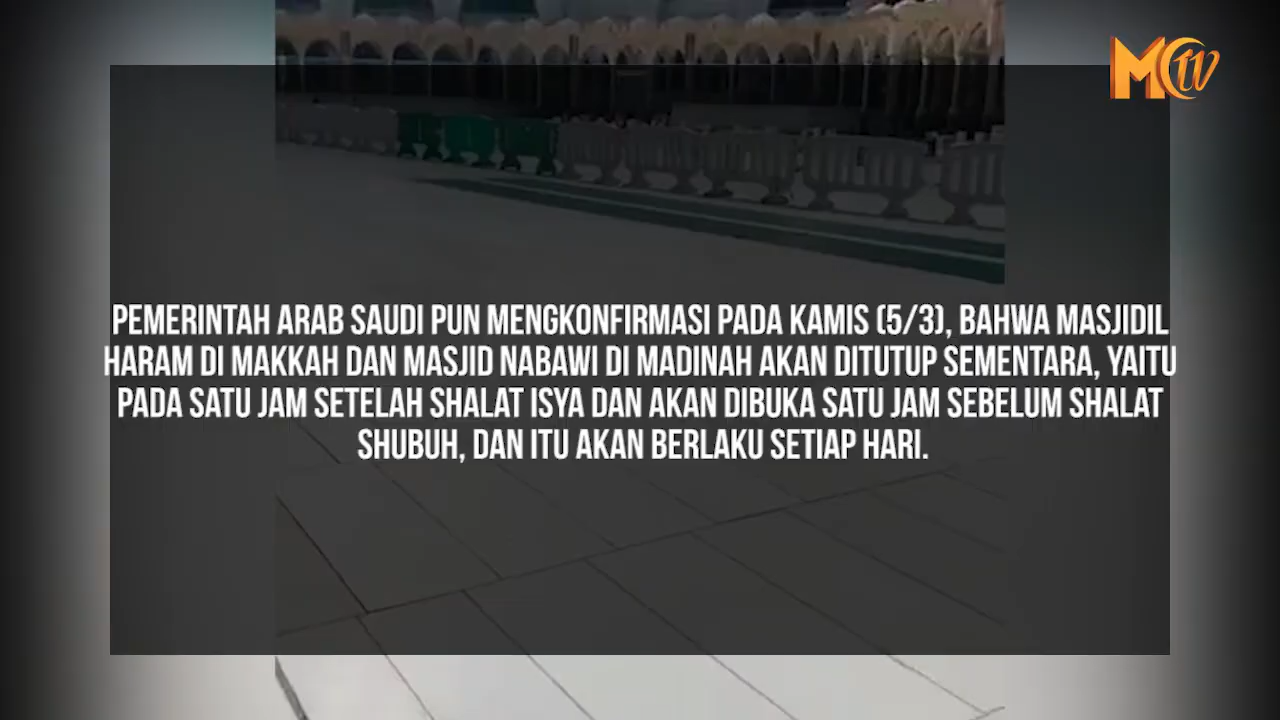 MCTV
PEMERINTAH ARAB SAUDI PUN MENGKONFIRMASI PADA KAMIS (5/3), BAHWA MASJIDIL
HARAM DI MAKKAH DAN MASJID NABAWI DI MADINAH AKAN DITUTUP SEMENTARA, YAITU
PADA SATU JAM SETELAH SHALAT ISYA DAN AKAN DIBUKA SATU JAM SEBELUM SHALAT
SHUBUH, DAN ITU AKAN BERLAKU SETIAP HARI.